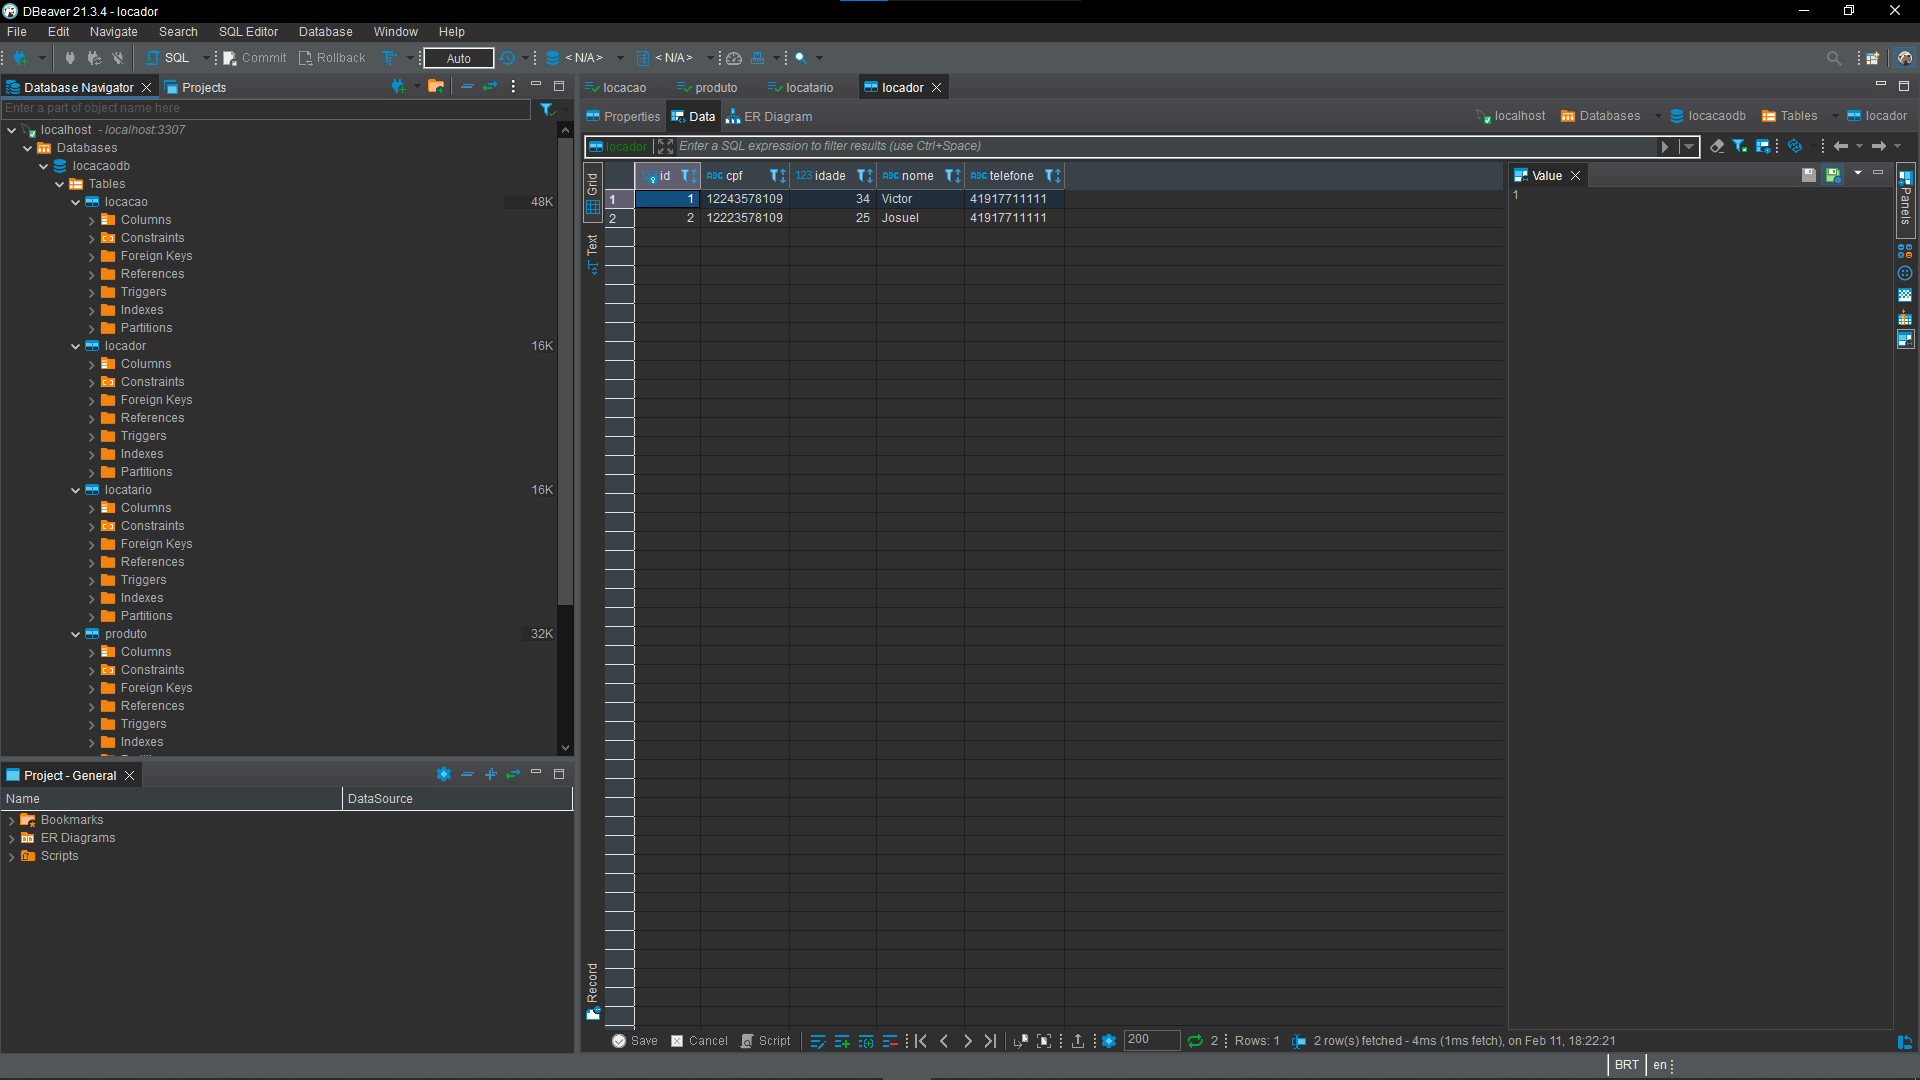 DBeaver 21.3.4 - locador
File Edit Navigate Search SQL Editor Database Window Help
SQL Commit Rollback Auto < N/A> < N/A>
Database Navigator Projects
Enter a part of object name here
localhost - localhost:3307
Databases
locacaodb
Tables
locacao 48K
Columns
Constraints
Foreign Keys
References
Triggers
Indexes
Partitions
locador 16K
Columns
Constraints
Foreign Keys
References
Triggers
Indexes
Partitions
locatario 16K
Columns
Constraints
Foreign Keys
References
Triggers
Indexes
Partitions
produto 32K
Columns
Constraints
Foreign Keys
References
Triggers
Indexes
Project - General
Name DataSource
Bookmarks
ER Diagrams
Scripts
locacao produto locatario locador
Properties Data ER Diagram
localhost Databases locacaodb Tables locador
locador Enter a SQL expression to filter results (use Ctrl+Space)
Grid
Text
Record
id ABC cpf 123 idade ABC nome ABC telefone
1 1 12243578109 34 Victor 41917711111
2 2 12223578109 25 Josuel 41917711111
Value
1
Panels
Save Cancel Script 200 2 Rows: 1 2 row(s) fetched - 4ms (1ms fetch), on Feb 11, 18:22:21
BRT en